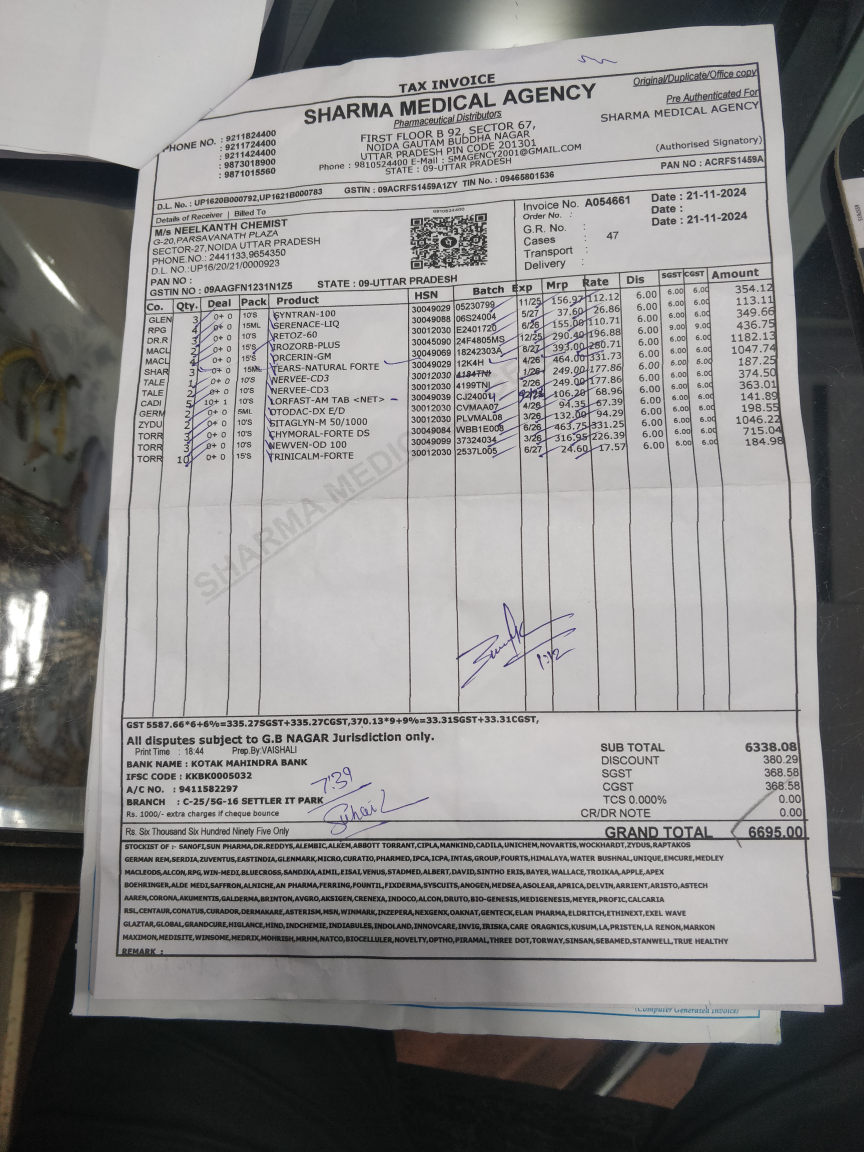 TAX INVOICE
Original/Duplicate/Office copy
SHARMA MEDICAL AGENCY
Pharmaceutical Distributors
Pre Authenticated For
SHARMA MEDICAL AGENCY
PHONE NO. : 9211824400
: 9211724400
: 9211424400
: 9873018900
: 9871015560
FIRST FLOOR B 92, SECTOR 67,
NOIDA GAUTAM BUDDHA NAGAR
UTTAR PRADESH PIN CODE 201301
Phone : 9810524400 E-Mail : SMAGENCY2001@GMAIL.COM
STATE : 09-UTTAR PRADESH
(Authorised Signatory)
D.L. No. : UP1620B000792,UP1621B000783 GSTIN : 09ACRFS1459A1ZY TIN No. : 09465801536 PAN NO : ACRFS1459A
Details of Receiver | Billed To
M/s NEELKANTH CHEMIST
G-20,PARSAVANATH PLAZA
SECTOR-27,NOIDA UTTAR PRADESH
PHONE.NO.: 2441133,9654350
D.L. NO.:UP16/20/21/0000923
PAN NO :
GSTIN NO : 09AAGFN1231N1Z5 STATE : 09-UTTAR PRADESH
9810524400
Invoice No. A054661 Date : 21-11-2024
Order No. : Date :
G.R. No. : Date : 21-11-2024
Cases : 47
Transport :
Delivery :
Co. Qty. Deal Pack Product HSN Batch Exp Mrp Rate Dis SGST CGST Amount
GLEN 3 0+ 0 10'S SYNTRAN-100 30049029 05230799 11/25 156.97 112.12 6.00 6.00 6.00 354.12
RPG 4 0+ 0 15ML SERENACE-LIQ 30049088 06S24004 5/27 37.60 26.86 6.00 6.00 6.00 113.11
DR.R 3 0+ 0 10'S RETOZ-60 30012030 E2401720 6/26 155.00 110.71 6.00 6.00 6.00 349.66
MACL 2 0+ 0 10'S IROZORB-PLUS 30045090 24F4805MS 12/25 290.40 196.88 6.00 9.00 9.00 436.75
MACL 4 0+ 0 15'S ORCERIN-GM 30049069 18242303A 8/27 393.00 280.71 6.00 6.00 6.00 1182.13
SHAR 3 0+ 0 15ML TEARS-NATURAL FORTE 30049029 12K4H 4/26 464.00 331.73 6.00 6.00 6.00 1047.74
TALE 1 0+ 0 10'S NERVEE-CD3 30012030 4184TNI 1/26 249.00 177.86 6.00 6.00 6.00 187.25
TALE 2 0+ 0 10'S NERVEE-CD3 30012030 4199TNJ 2/26 249.00 177.86 6.00 6.00 6.00 374.50
CADI 5 10+ 1 10'S LORFAST-AM TAB <NET> 30049039 106.20 68.96 6.00 6.00 6.00 363.01
GERM 2 0+ 0 5ML OTODAC-DX E/D CVMAA07 4/26 94.35 67.39 6.00 6.00 6.00 141.89
ZYDU 2 0+ 0 10'S SITAGLYN-M 50/1000 30012030 PLVMAL08 3/26 132.00 94.29 6.00 6.00 6.00 198.55
TORR 3 0+ 0 10'S CHYMORAL-FORTE DS 30049084 WBB1E008 6/26 463.75 331.25 6.00 6.00 6.00 1046.22
TORR 3 0+ 0 10'S NEWVEN-OD 100 30049099 37324034 3/26 316.95 226.39 6.00 6.00 6.00 715.04
TORR 10 0+ 0 15'S TRINICALM-FORTE 30012030 2537L005 6/27 24.60 17.57 6.00 6.00 6.00 184.98
SHARMA MEDIC
1:12
GST 5587.66*6+6%=335.27SGST+335.27CGST,370.13*9+9%=33.31SGST+33.31CGST,
All disputes subject to G.B NAGAR Jurisdiction only.
Print Time : 18:44 Prep.By:VAISHALI
BANK NAME : KOTAK MAHINDRA BANK
IFSC CODE : KKBK0005032
A/C NO. : 9411582297
BRANCH : C-25/5G-16 SETTLER IT PARK
Rs. 1000/- extra charges if cheque bounce
7:39
Suhail
SUB TOTAL 6338.08
DISCOUNT 380.29
SGST 368.58
CGST 368.58
TCS 0.000% 0.00
CR/DR NOTE 0.00
Rs. Six Thousand Six Hundred Ninety Five Only
GRAND TOTAL 6695.00
STOCKIST OF :- SANOFI,SUN PHARMA,DR.REDDYS,ALEMBIC,ALKEM,ABBOTT TORRANT,CIPLA,MANKIND,CADILA,UNICHEM,NOVARTIS,WOCKHARDT,ZYDUS,RAPTAKOS
GERMAN REM,SERDIA,ZUVENTUS,EASTINDIA,GLENMARK,MICRO,CURATIO,PHARMED,IPCA,ICPA,INTAS,GROUP,FOURTS,HIMALAYA,WATER BUSHNAL,UNIQUE,EMCURE,MEDLEY
MACLEODS,ALCON,RPG,WIN-MEDI,BLUECROSS,SANDIKA,AIMIL,EISAI,VENUS,STADMED,ALBERT,DAVID,SINTHO ERIS,BAYER,WALLACE,TROIKAA,APPLE,APEX
BOEHRINGER,ALDE MEDI,SAFFRON,ALNICHE,AN PHARMA,FERRING,FOUNTIL,FIXDERMA,SYSCUITS,ANOGEN,MEDSEA,ASOLEAR,APRICA,DELVIN,ARRIENT,ARISTO,ASTECH
AAREN,CORONA,AKUMENTIS,GALDERMA,BRINTON,AVGRO,AKSIGEN,CRENEXA,INDOCO,ALCON,DRUTO,BIO-GENESIS,MEDIGENESIS,MEYER,PROFIC,CALCARIA
RSL,CENTAUR,CONATUS,CURADOR,DERMAKARE,ASTERISM,MSN,WINMARK,INZEPERA,NEXGENX,OAKNAT,GENTECK,ELAN PHARMA,ELDRITCH,ETHINEXT,EXEL WAVE
GLAZTAR,GLOBAL,GRANDCURE,HIGLANCE,HIND,INDCHEMIE,INDIABULES,INDOLAND,INNOVCARE,INVIG,IRISKA,CARE ORAGNICS,KUSUM,LA,PRISTEN,LA RENON,MARKON
MAXIMON,MEDISITE,WINSOME,MEDRIX,MOHRISH,MRHM,NATCO,BIOCELLULER,NOVELTY,OPTHO,PIRAMAL,THREE DOT,TORWAY,SINSAN,SEBAMED,STANWELL,TRUE HEALTHY
REMARK :
(Computer Generated Invoice)